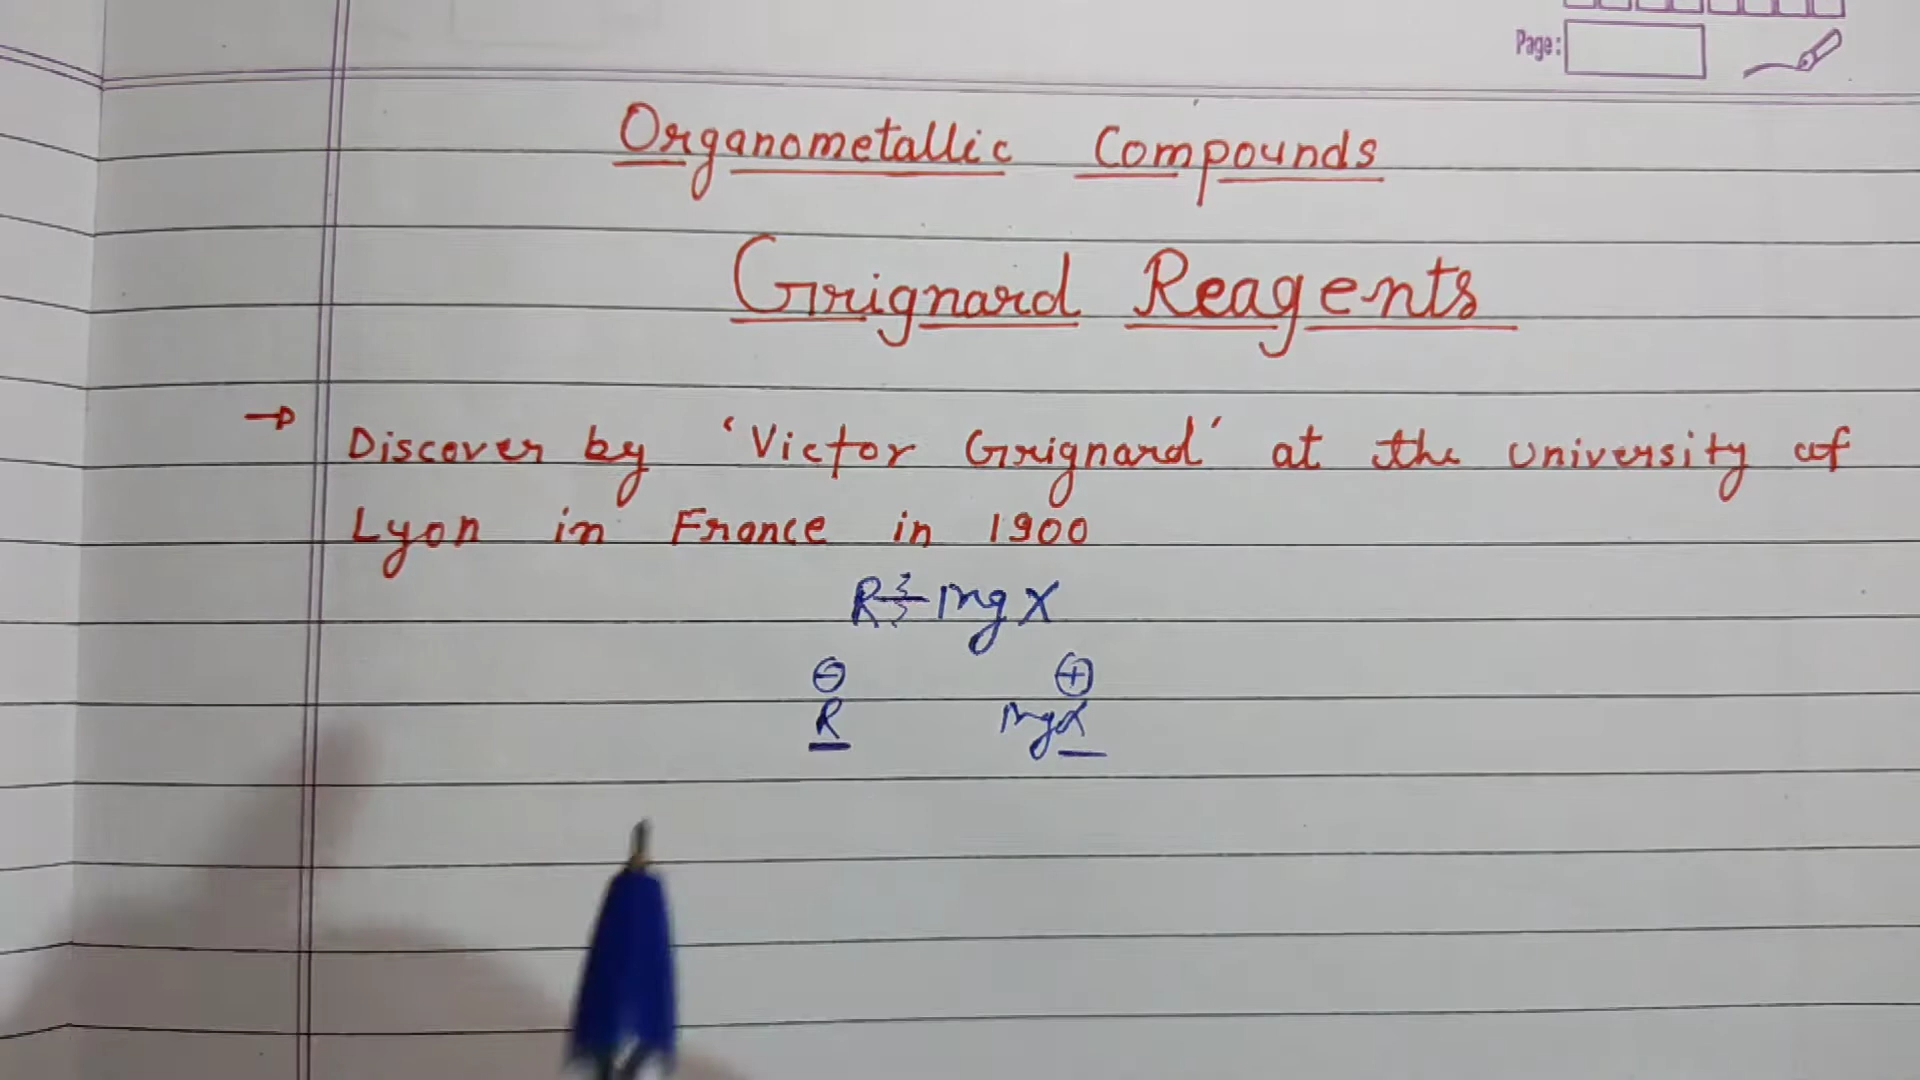 Page:
Organometallic Compounds
Grignard Reagents
→ Discover by 'Victor Grignard' at the University of
Lyon in France in 1900
R-MgX
⊖ ⊕
R MgX